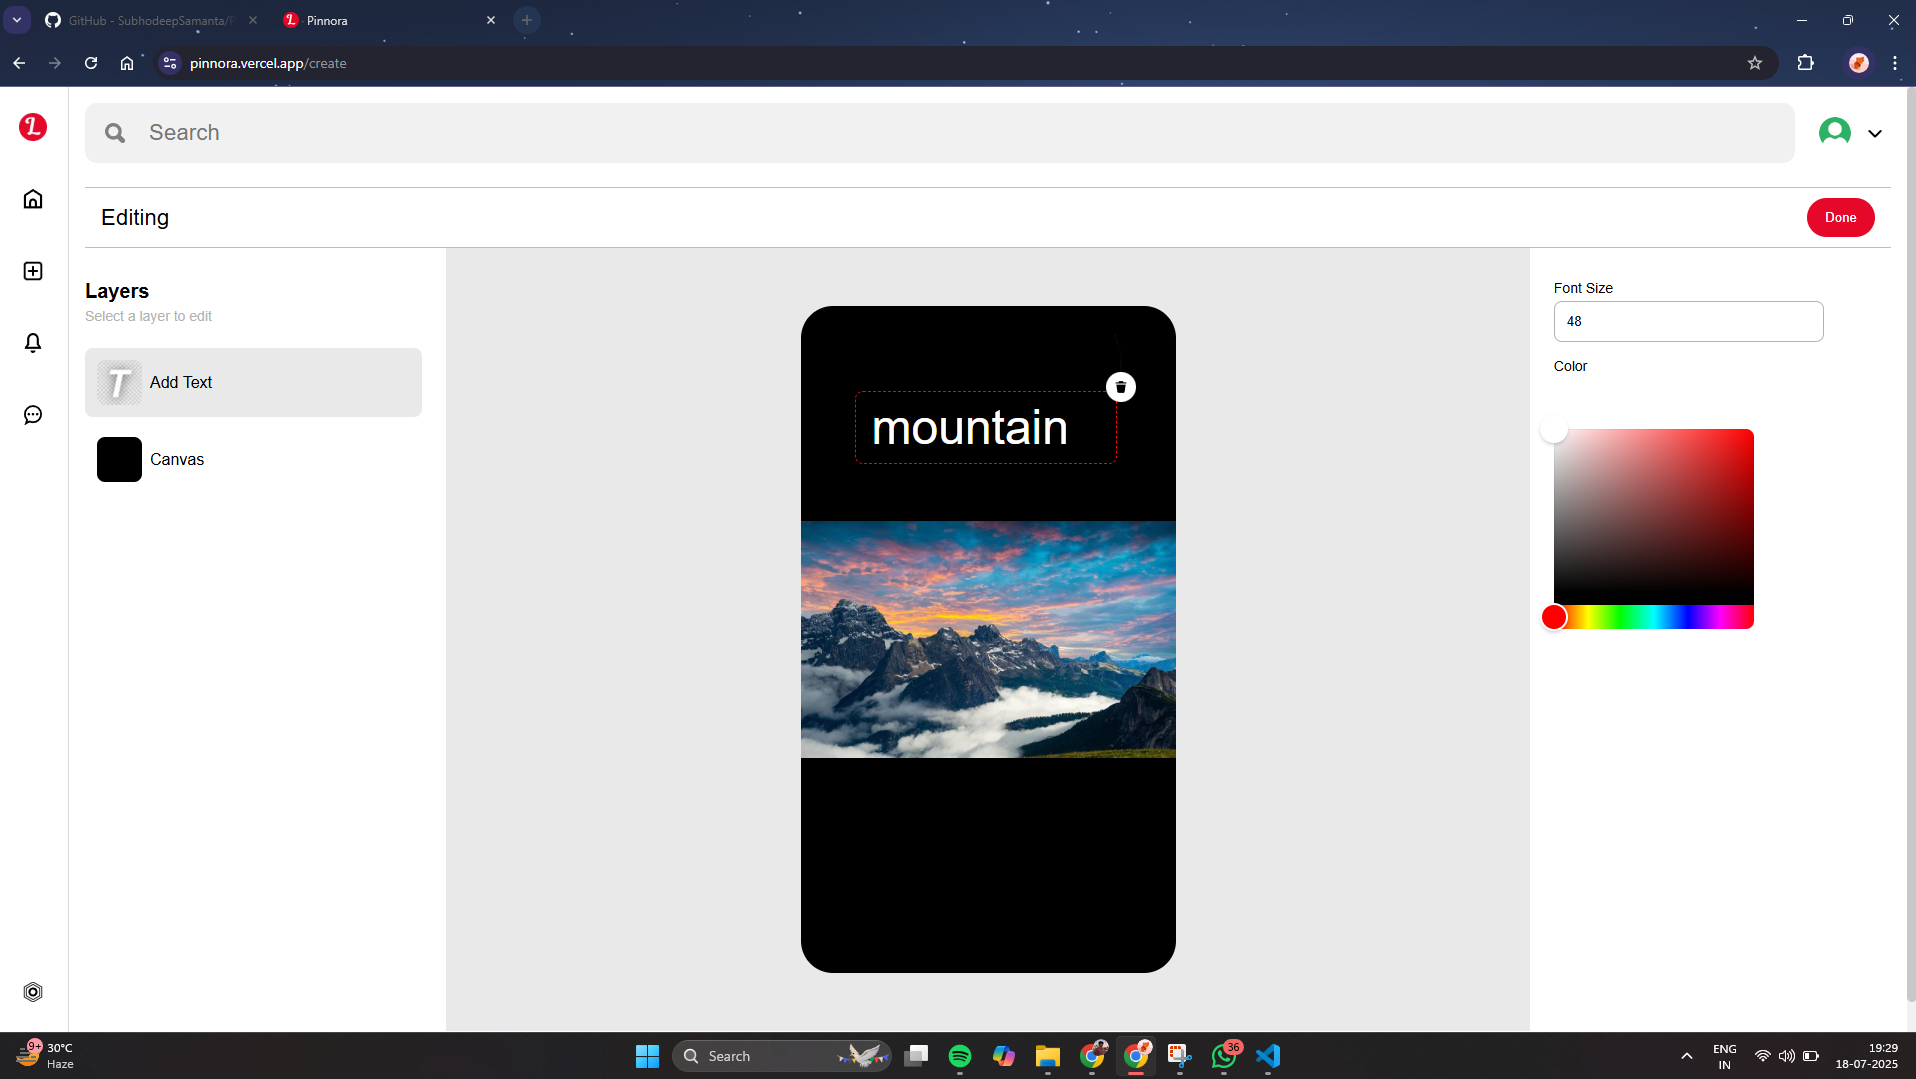 GitHub - SubhodeepSamanta/P
Pinnora
pinnora.vercel.app/create
Search
Editing
Done
Layers
Select a layer to edit
T Add Text
Canvas
mountain
Font Size
48
Color
9+
30°C
Haze
Search
36
ENG
IN
19:29
18-07-2025